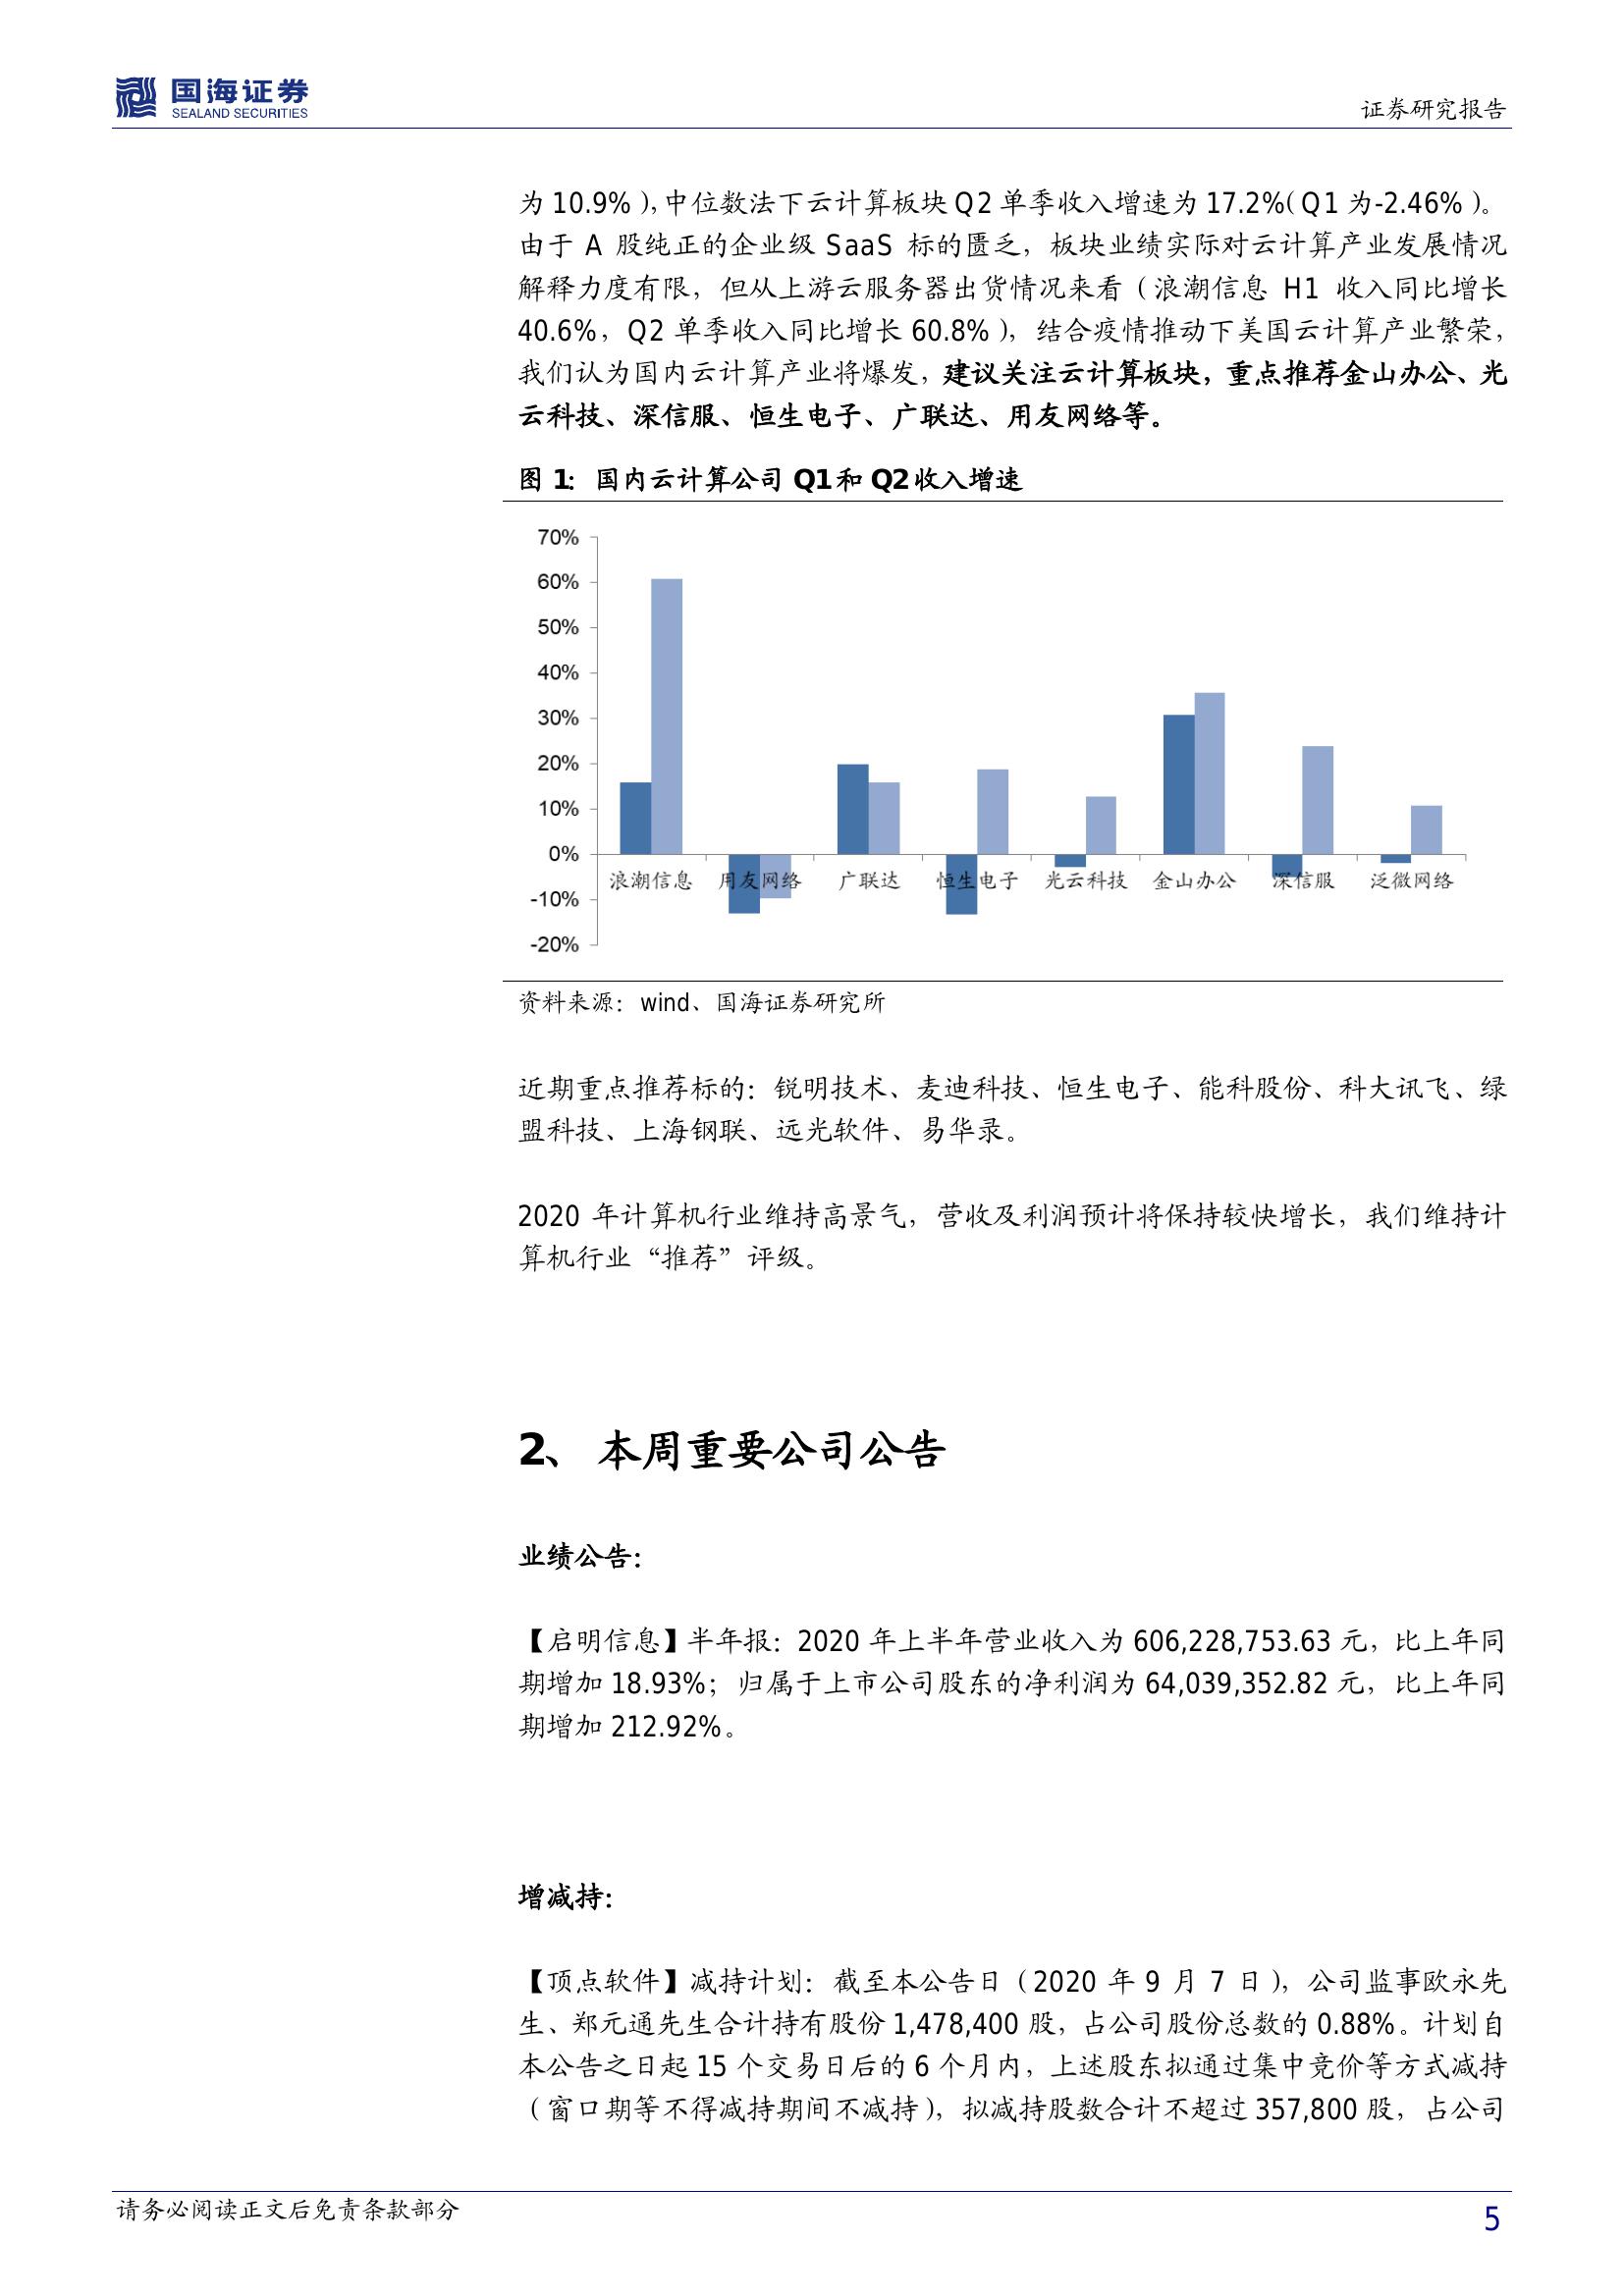 国海证券
SEALAND SECURITIES
证券研究报告
为 10.9%），中位数法下云计算板块 Q2 单季收入增速为 17.2%（Q1 为-2.46%）。
由于 A 股纯正的企业级 SaaS 标的匮乏，板块业绩实际对云计算产业发展情况
解释力度有限，但从上游云服务器出货情况来看（浪潮信息 H1 收入同比增长
40.6%，Q2 单季收入同比增长 60.8%），结合疫情推动下美国云计算产业繁荣，
我们认为国内云计算产业将爆发，建议关注云计算板块，重点推荐金山办公、光
云科技、深信服、恒生电子、广联达、用友网络等。
图 1：国内云计算公司 Q1和 Q2收入增速
70%
60%
50%
40%
30%
20%
10%
0%
-10%
-20%
浪潮信息 用友网络 广联达 恒生电子 光云科技 金山办公 深信服 泛微网络
资料来源：wind、国海证券研究所
近期重点推荐标的：锐明技术、麦迪科技、恒生电子、能科股份、科大讯飞、绿
盟科技、上海钢联、远光软件、易华录。
2020 年计算机行业维持高景气，营收及利润预计将保持较快增长，我们维持计
算机行业“推荐”评级。
2、 本周重要公司公告
业绩公告：
【启明信息】半年报：2020 年上半年营业收入为 606,228,753.63 元，比上年同
期增加 18.93%；归属于上市公司股东的净利润为 64,039,352.82 元，比上年同
期增加 212.92%。
增减持：
【顶点软件】减持计划：截至本公告日（2020 年 9 月 7 日），公司监事欧永先
生、郑元通先生合计持有股份 1,478,400 股，占公司股份总数的 0.88%。计划自
本公告之日起 15 个交易日后的 6 个月内，上述股东拟通过集中竞价等方式减持
（窗口期等不得减持期间不减持），拟减持股数合计不超过 357,800 股，占公司
请务必阅读正文后免责条款部分
5